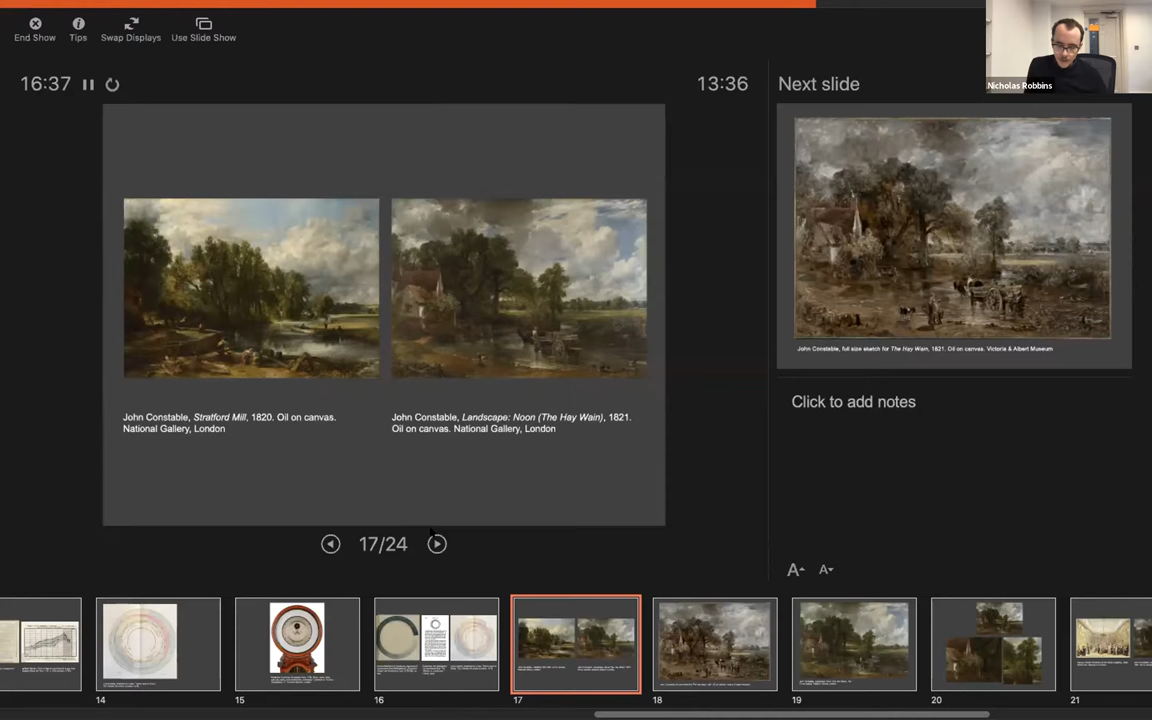 End Show
Tips
Swap Displays
Use Slide Show
Nicholas Robbins
16:37
13:36
Next slide
John Constable, Stratford Mill, 1820. Oil on canvas.
National Gallery, London
John Constable, Landscape: Noon (The Hay Wain), 1821.
Oil on canvas. National Gallery, London
John Constable, full size sketch for The Hay Wain, 1821. Oil on canvas. Victoria & Albert Museum
Click to add notes
17/24
A
A
14
15
16
17
18
19
20
21